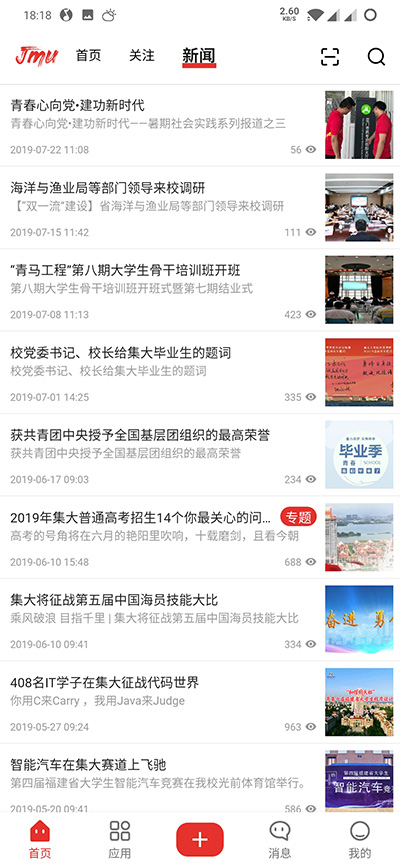 18:18
2.60
KB/S
Jmu
首页
关注
新闻
青春心向党•建功新时代
青春心向党•建功新时代——暑期社会实践系列报道之三
2019-07-22 11:08
56
海洋与渔业局等部门领导来校调研
【“双一流”建设】省海洋与渔业局等部门领导来校调研
2019-07-15 11:42
111
“青马工程”第八期大学生骨干培训班开班
第八期大学生骨干培训班开班式暨第七期结业式
2019-07-08 11:13
423
校党委书记、校长给集大毕业生的题词
校党委书记、校长给集大毕业生的题词
2019-07-01 14:25
335
获共青团中央授予全国基层团组织的最高荣誉
获共青团中央授予全国基层团组织的最高荣誉
2019-06-17 09:03
234
毕业季
青春
SCHOOL
2019年集大普通高考招生14个你最关心的问...
专题
高考的号角将在六月的艳阳里吹响，十载磨剑，且看今朝
2019-06-10 15:48
688
集大将征战第五届中国海员技能大比
乘风破浪 目指千里 | 集大将征战第五届中国海员技能大比
2019-06-10 09:41
334
奋进
408名IT学子在集大征战代码世界
你用C来Carry ，我用Java来Judge
2019-05-27 09:24
963
智能汽车在集大赛道上飞驰
第四届福建省大学生智能汽车竞赛在我校光前体育馆举行。
2019-05-20 09:41
586
第四届福建省大学生
智能汽车竞
首页
应用
消息
我的